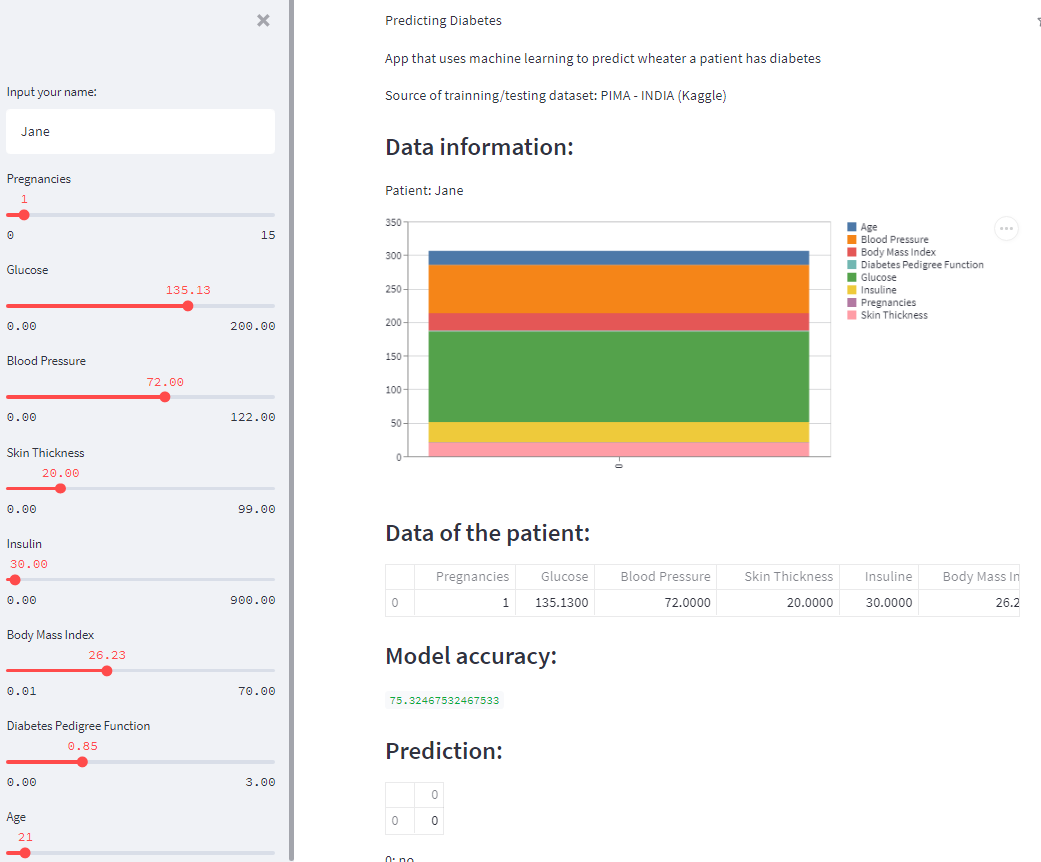 Input your name:
Jane
Pregnancies
1
0 15
Glucose
135.13
0.00 200.00
Blood Pressure
72.00
0.00 122.00
Skin Thickness
20.00
0.00 99.00
Insulin
30.00
0.00 900.00
Body Mass Index
26.23
0.01 70.00
Diabetes Pedigree Function
0.85
0.00 3.00
Age
21
Predicting Diabetes
App that uses machine learning to predict wheater a patient has diabetes
Source of trainning/testing dataset: PIMA - INDIA (Kaggle)
Data information:
Patient: Jane
350
300
250
200
150
100
50
0
0
Age
Blood Pressure
Body Mass Index
Diabetes Pedigree Function
Glucose
Insuline
Pregnancies
Skin Thickness
Data of the patient:
Pregnancies Glucose Blood Pressure Skin Thickness Insuline Body Mass In
0 1 135.1300 72.0000 20.0000 30.0000 26.2
Model accuracy:
75.32467532467533
Prediction:
0
0 0
0: no